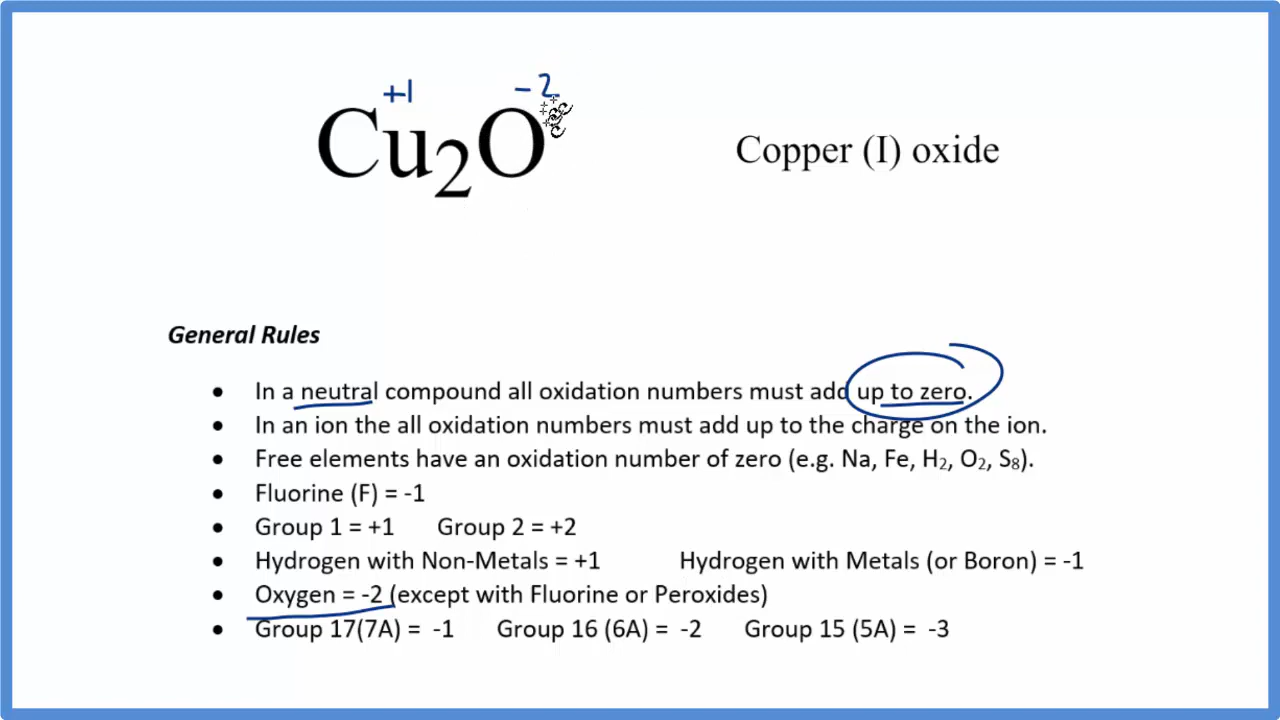 +1 -2
Cu₂O
Copper (I) oxide
General Rules
• In a neutral compound all oxidation numbers must add up to zero.
• In an ion the all oxidation numbers must add up to the charge on the ion.
• Free elements have an oxidation number of zero (e.g. Na, Fe, H₂, O₂, S₈).
• Fluorine (F) = -1
• Group 1 = +1 Group 2 = +2
• Hydrogen with Non-Metals = +1 Hydrogen with Metals (or Boron) = -1
• Oxygen = -2 (except with Fluorine or Peroxides)
• Group 17(7A) = -1 Group 16 (6A) = -2 Group 15 (5A) = -3